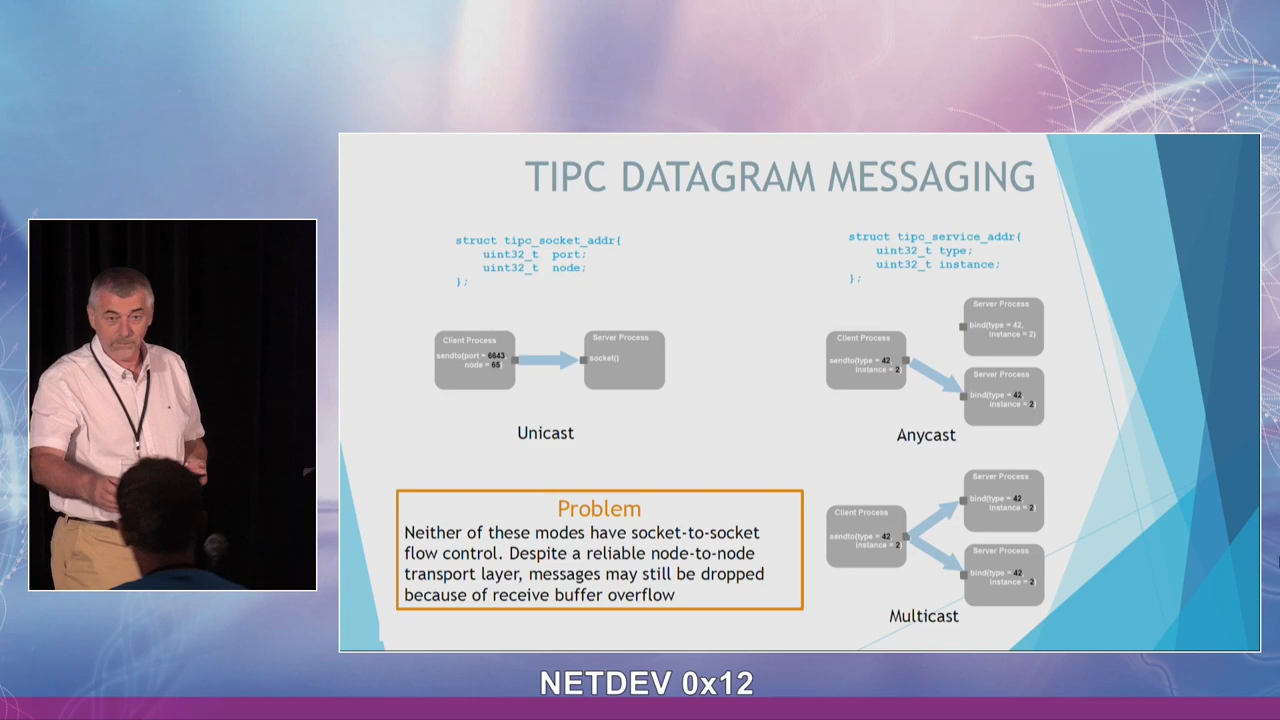 TIPC DATAGRAM MESSAGING
struct tipc_socket_addr{
uint32_t port;
uint32_t node;
};
Client Process
sendto(port = 6643
node = 65)
Server Process
socket()
Unicast
struct tipc_service_addr{
uint32_t type;
uint32_t instance;
};
Client Process
sendto(type = 42,
instance = 2)
Server Process
bind(type = 42,
instance = 2)
Server Process
bind(type = 42,
instance = 2)
Anycast
Client Process
sendto(type = 42,
instance = 2)
Server Process
bind(type = 42,
instance = 2)
Server Process
bind(type = 42,
instance = 2)
Multicast
Problem
Neither of these modes have socket-to-socket
flow control. Despite a reliable node-to-node
transport layer, messages may still be dropped
because of receive buffer overflow
NETDEV 0x12